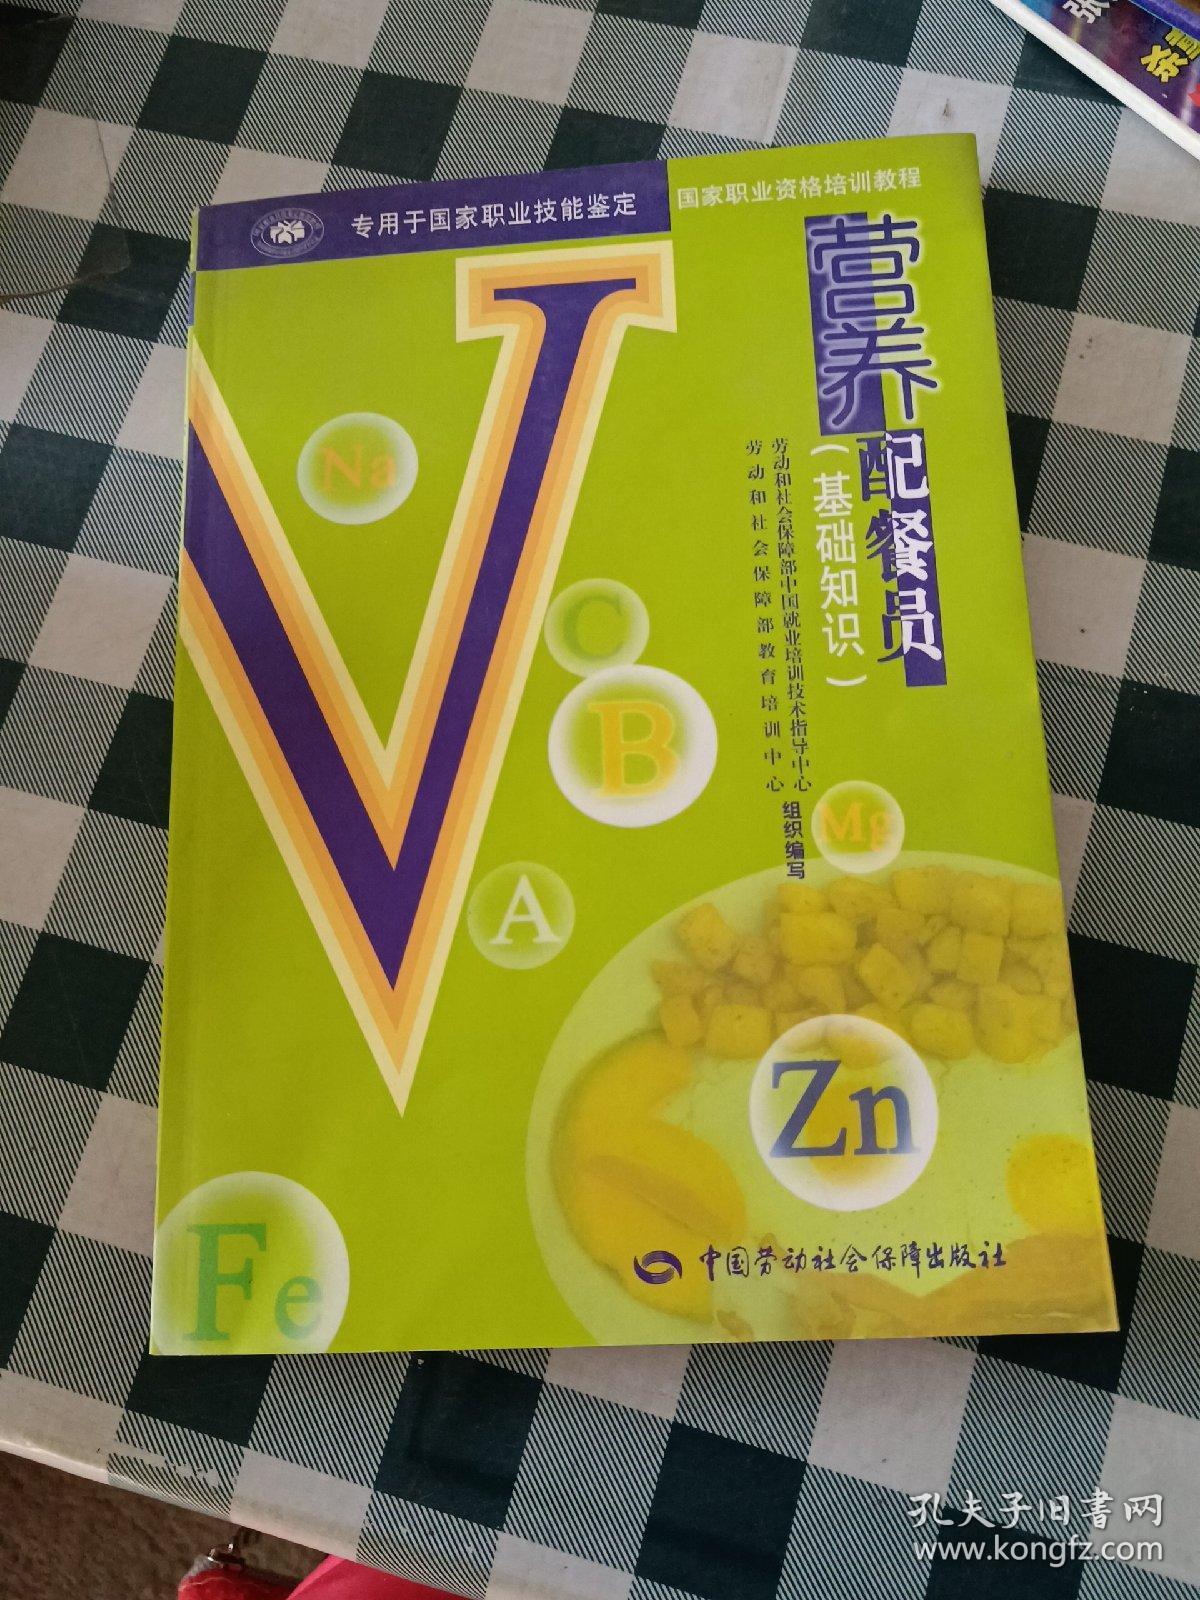 专用于国家职业技能鉴定
国家职业资格培训教程
营养
配餐员
（基础知识）
劳动和社会保障部中国就业培训技术指导中心
劳动和社会保障部教育培训中心
组织编写
V
Na
C
B
Mg
A
Zn
Fe
中国劳动社会保障出版社
张
孔夫子旧书网
www.kongfz.com